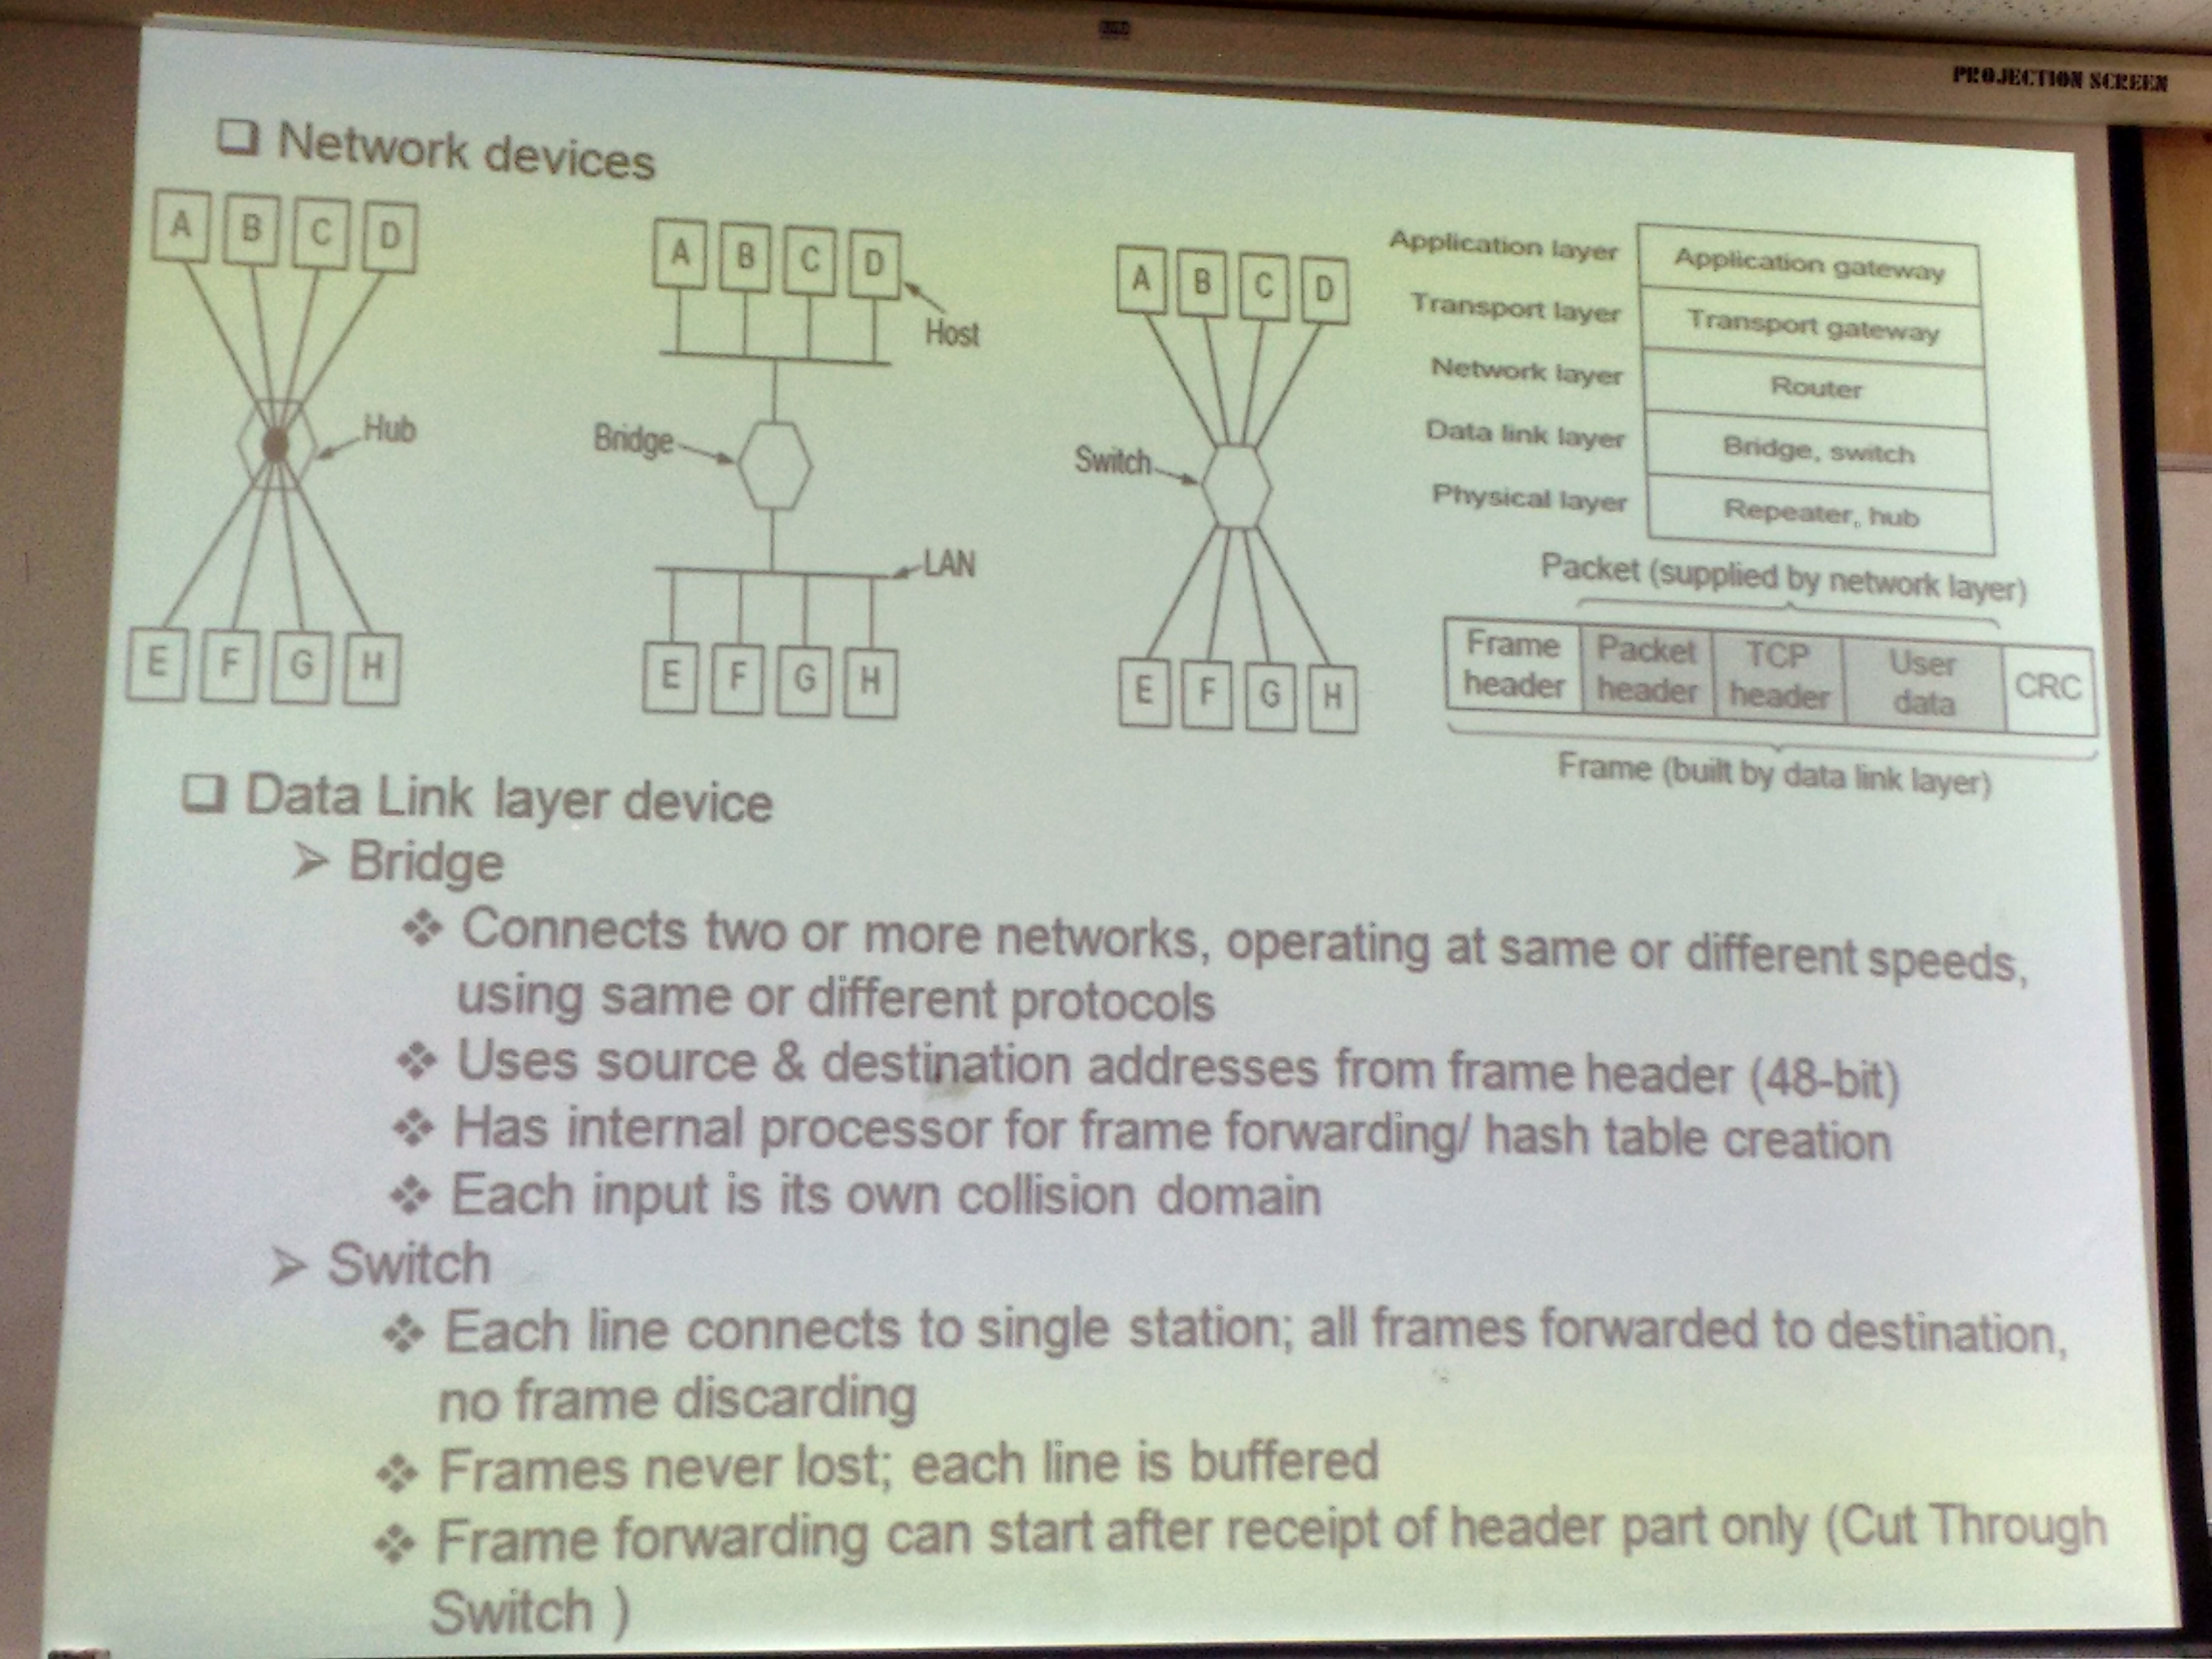 PROJECTION SCREEN
❑ Network devices
A B C D
Hub
E F G H
A B C D
Host
Bridge
LAN
E F G H
A B C D
Switch
E F G H
Application layer Application gateway
Transport layer Transport gateway
Network layer Router
Data link layer Bridge, switch
Physical layer Repeater, hub
Packet (supplied by network layer)
Frame header Packet header TCP header User data CRC
Frame (built by data link layer)
❑ Data Link layer device
➢ Bridge
❖ Connects two or more networks, operating at same or different speeds,
using same or different protocols
❖ Uses source & destination addresses from frame header (48-bit)
❖ Has internal processor for frame forwarding/ hash table creation
❖ Each input is its own collision domain
➢ Switch
❖ Each line connects to single station; all frames forwarded to destination,
no frame discarding
❖ Frames never lost; each line is buffered
❖ Frame forwarding can start after receipt of header part only (Cut Through
Switch )